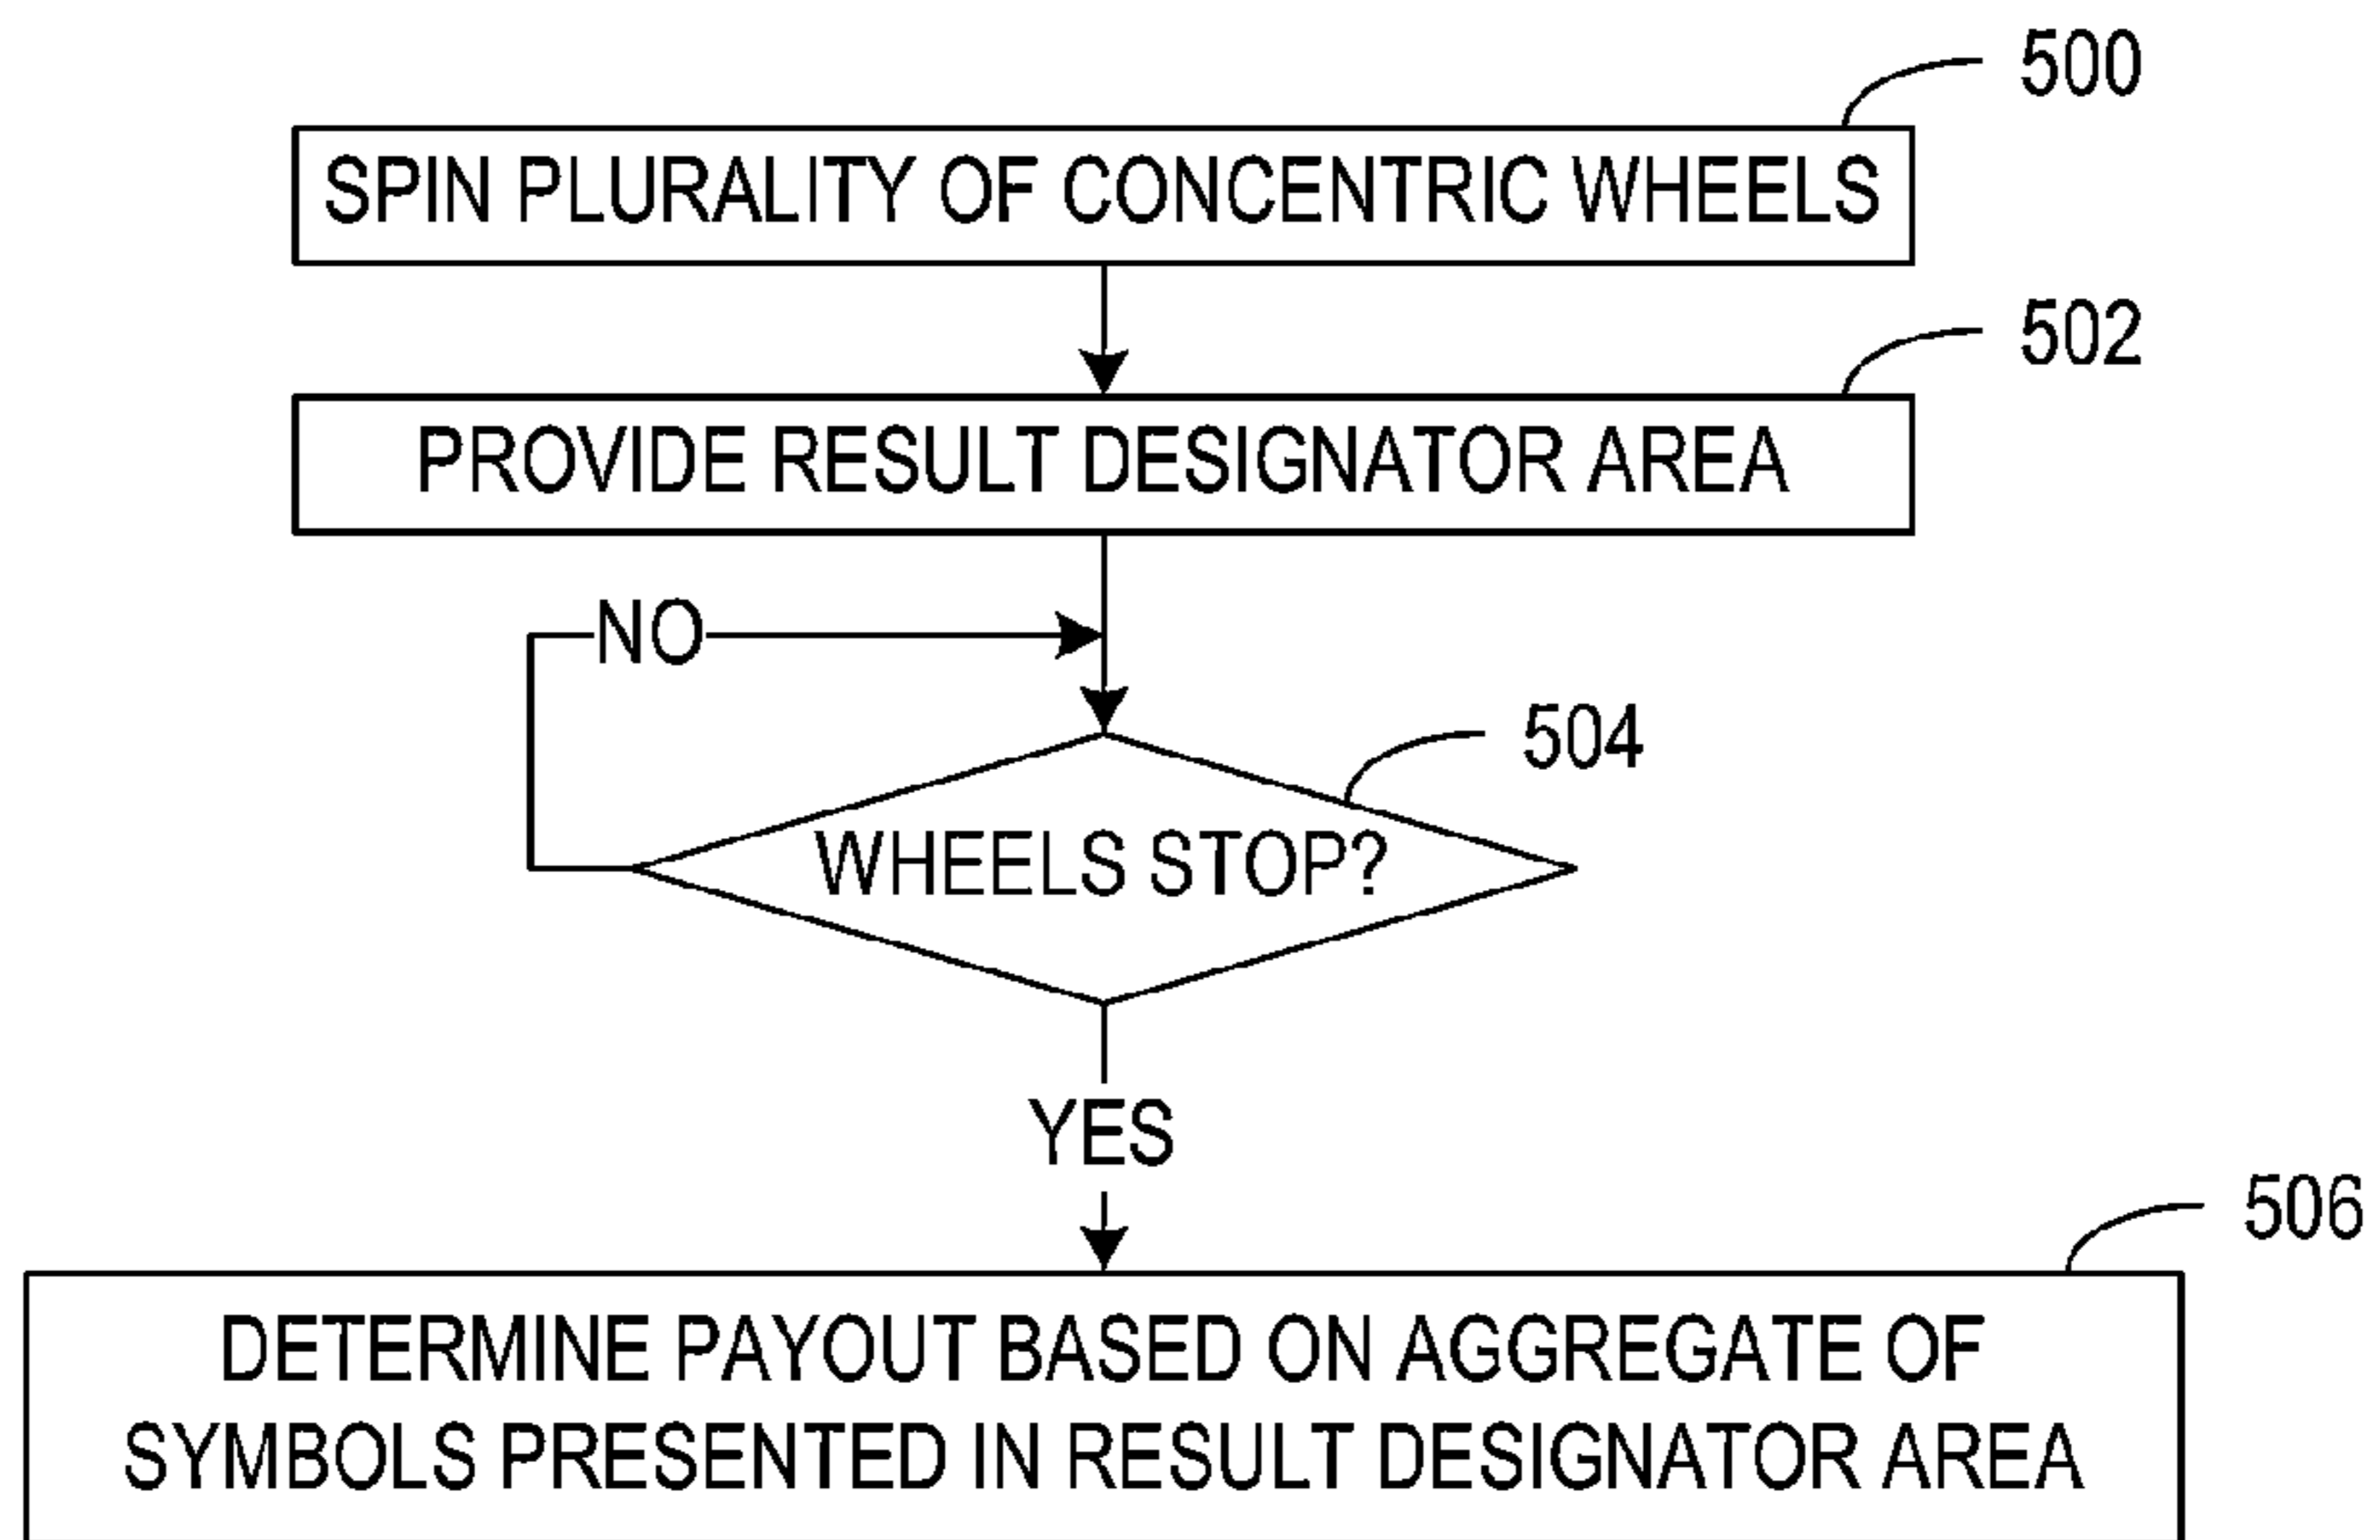 500
SPIN PLURALITY OF CONCENTRIC WHEELS
502
PROVIDE RESULT DESIGNATOR AREA
NO
504
WHEELS STOP?
YES
506
DETERMINE PAYOUT BASED ON AGGREGATE OF
SYMBOLS PRESENTED IN RESULT DESIGNATOR AREA